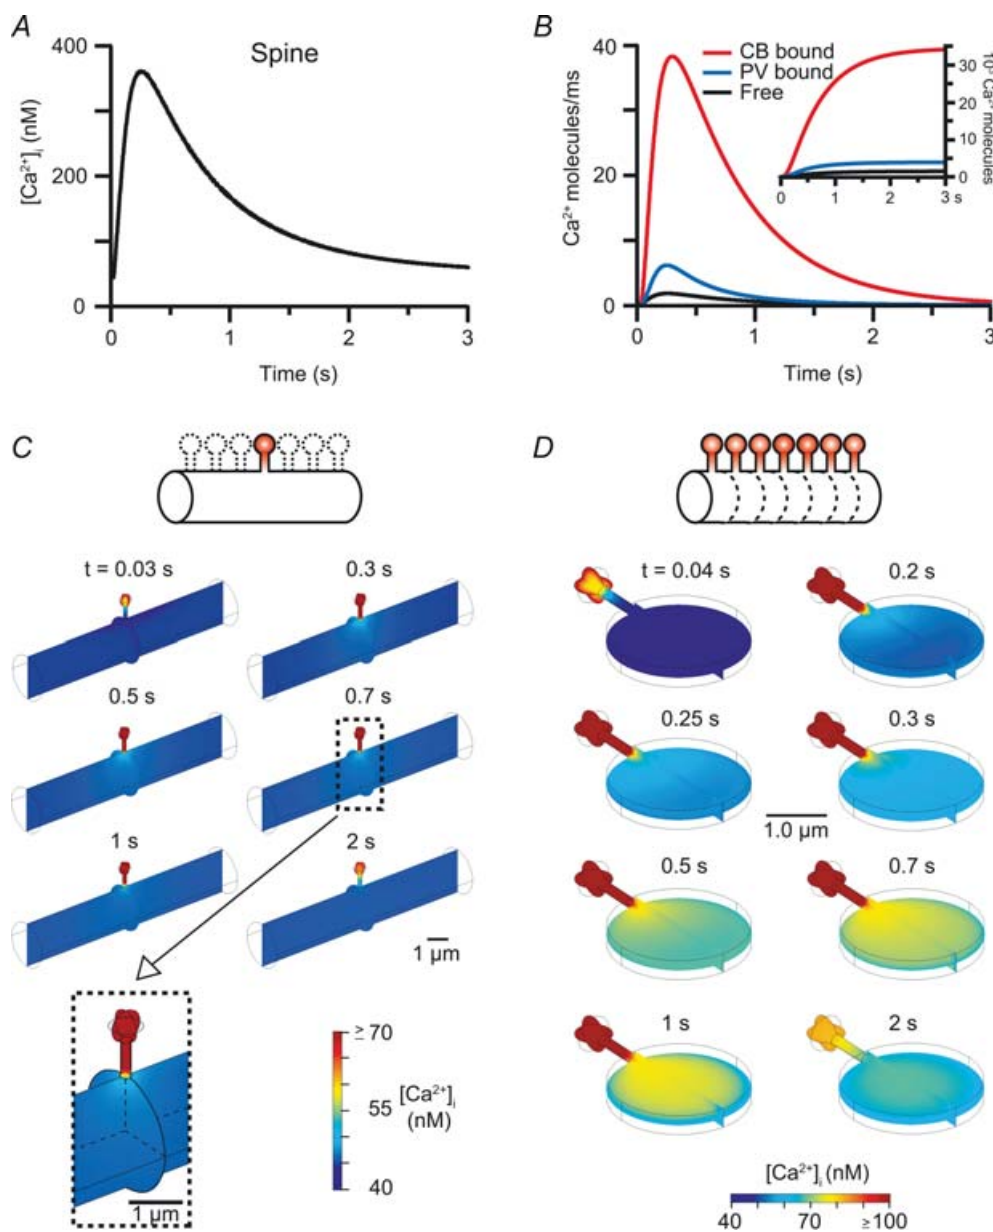 A
Spine
[Ca²⁺]ᵢ (nM)
400
200
0
0 1 2 3
Time (s)
B
CB bound
PV bound
Free
Ca²⁺ molecules/ms
40
20
0
0 1 2 3
Time (s)
30
20
10
0
0 1 2 3 s
10³ Ca²⁺ molecules
C
t = 0.03 s
0.3 s
0.5 s
0.7 s
1 s
2 s
1 µm
1 µm
≥ 70
55
40
[Ca²⁺]ᵢ
(nM)
D
t = 0.04 s
0.2 s
0.25 s
0.3 s
1.0 µm
0.5 s
0.7 s
1 s
2 s
[Ca²⁺]ᵢ (nM)
40 70 ≥100